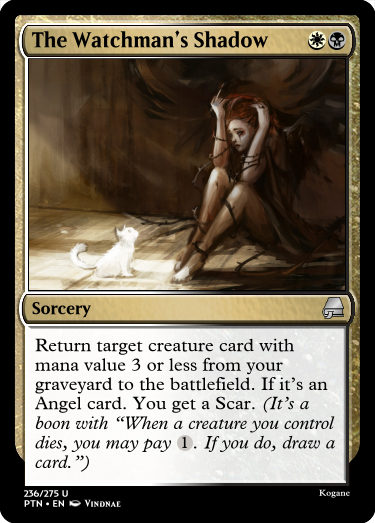 The Watchman's Shadow
Sorcery
Return target creature card with
mana value 3 or less from your
graveyard to the battlefield. If it's an
Angel card. You get a Scar. (It's a
boon with “When a creature you control
dies, you may pay 1. If you do, draw a
card.”)
236/275 U
Kogane
PTN • EN Vindnae